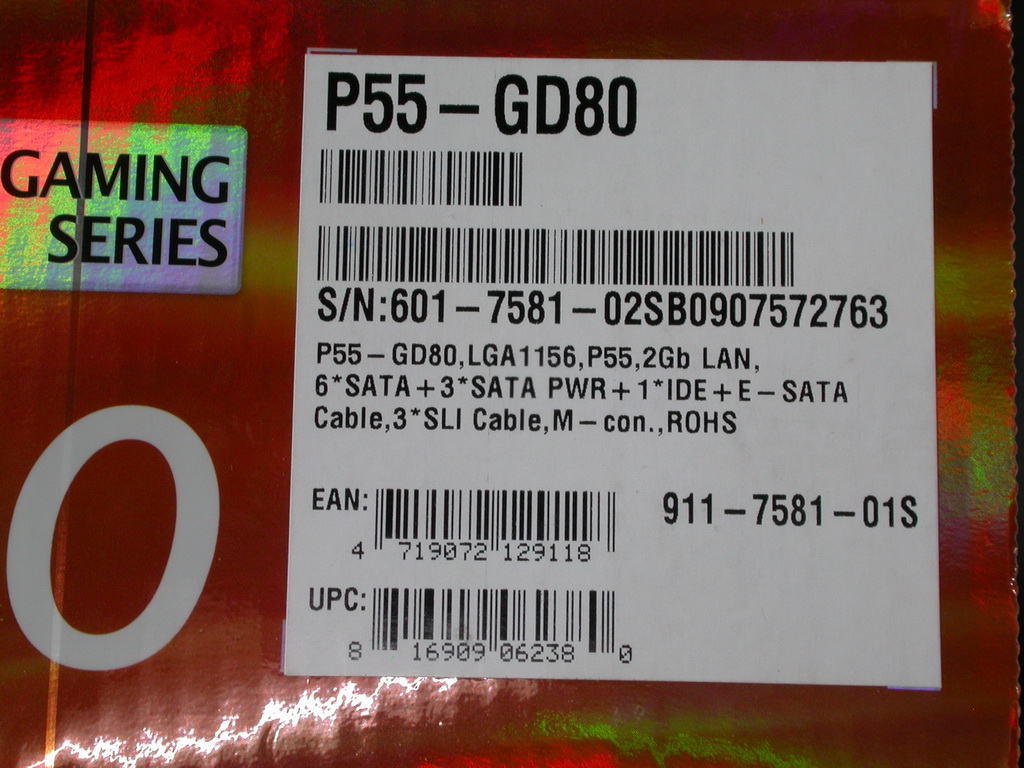 GAMING
SERIES
0
P55-GD80
S/N:601-7581-02SB0907572763
P55-GD80,LGA1156,P55,2Gb LAN,
6*SATA+3*SATA PWR+1*IDE+E-SATA
Cable,3*SLI Cable,M-con.,ROHS
EAN:
4 719072 129118
911-7581-01S
UPC:
8 16909 06238 0